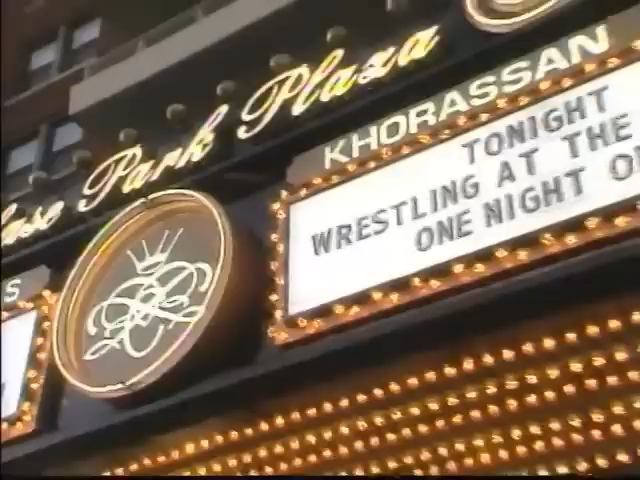 Park Plaza
KHORASSAN
TONIGHT
WRESTLING AT THE
ONE NIGHT
S